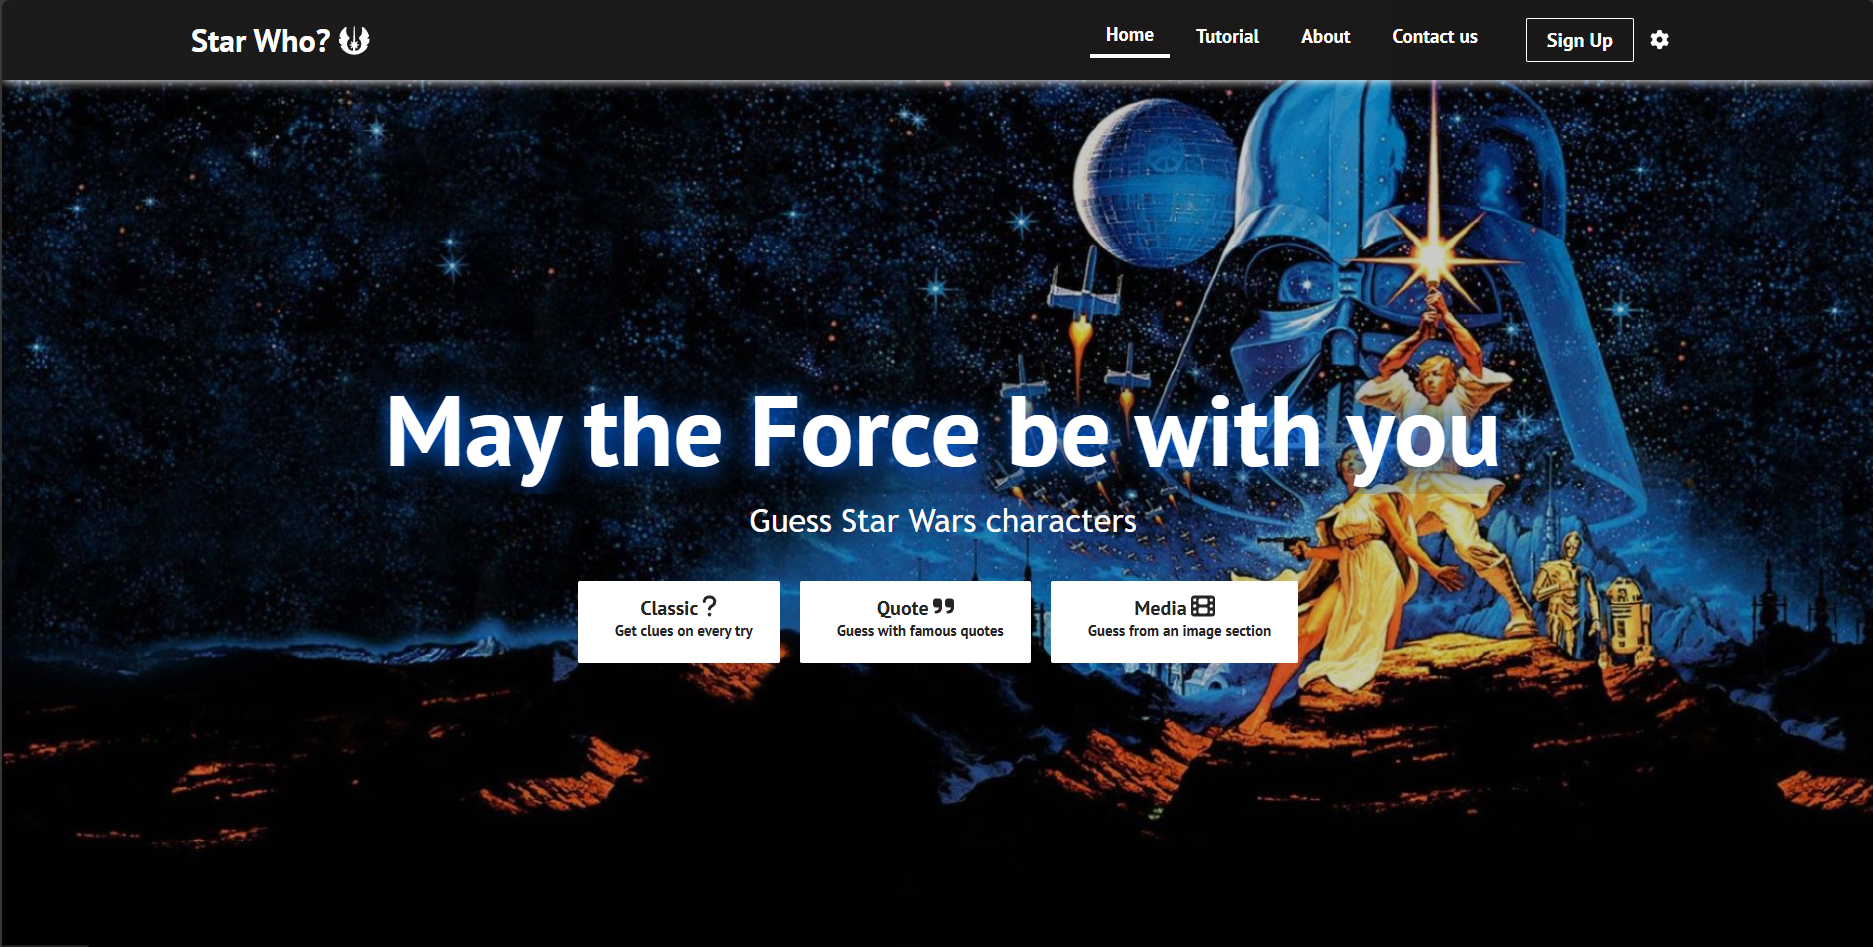 Star Who?
Home Tutorial About Contact us Sign Up
May the Force be with you
Guess Star Wars characters
Classic ?
Get clues on every try
Quote
Guess with famous quotes
Media
Guess from an image section